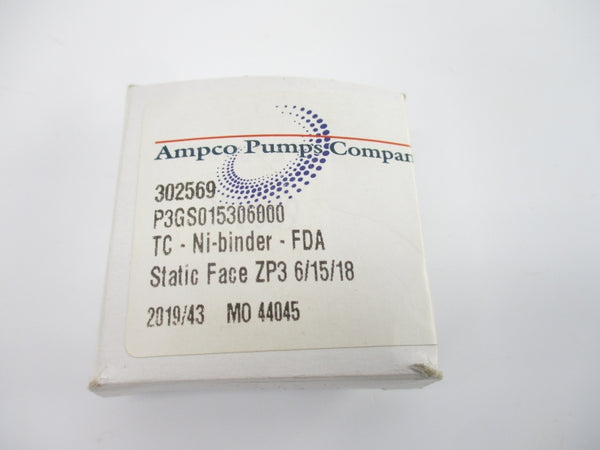 Ampco Pumps Compan
302569
P3GS015306000
TC - Ni-binder - FDA
Static Face ZP3 6/15/18
2019/43 MO 44045